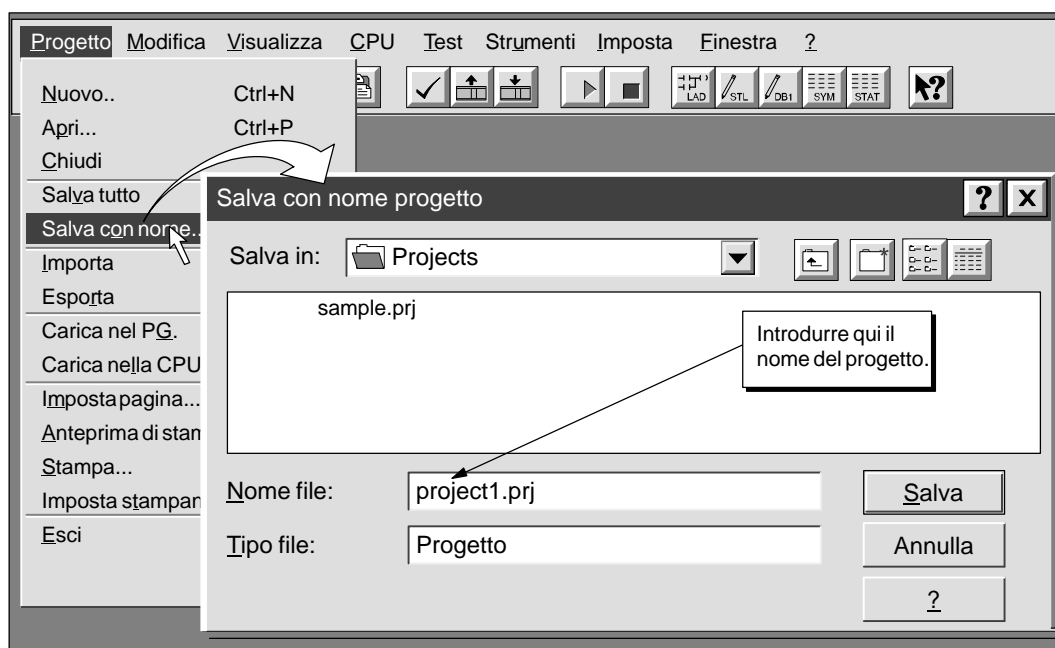 Progetto Modifica Visualizza CPU Test Strumenti Imposta Finestra ?
LAD STL DB1 SYM STAT
Nuovo.. Ctrl+N
Apri... Ctrl+P
Chiudi
Salva tutto
Salva con nome..
Importa
Esporta
Carica nel PG.
Carica nella CPU
Imposta pagina...
Anteprima di stam
Stampa...
Imposta stampan
Esci
Salva con nome progetto ? X
Salva in: Projects
sample.prj
Introdurre qui il
nome del progetto.
Nome file: project1.prj Salva
Tipo file: Progetto Annulla
?